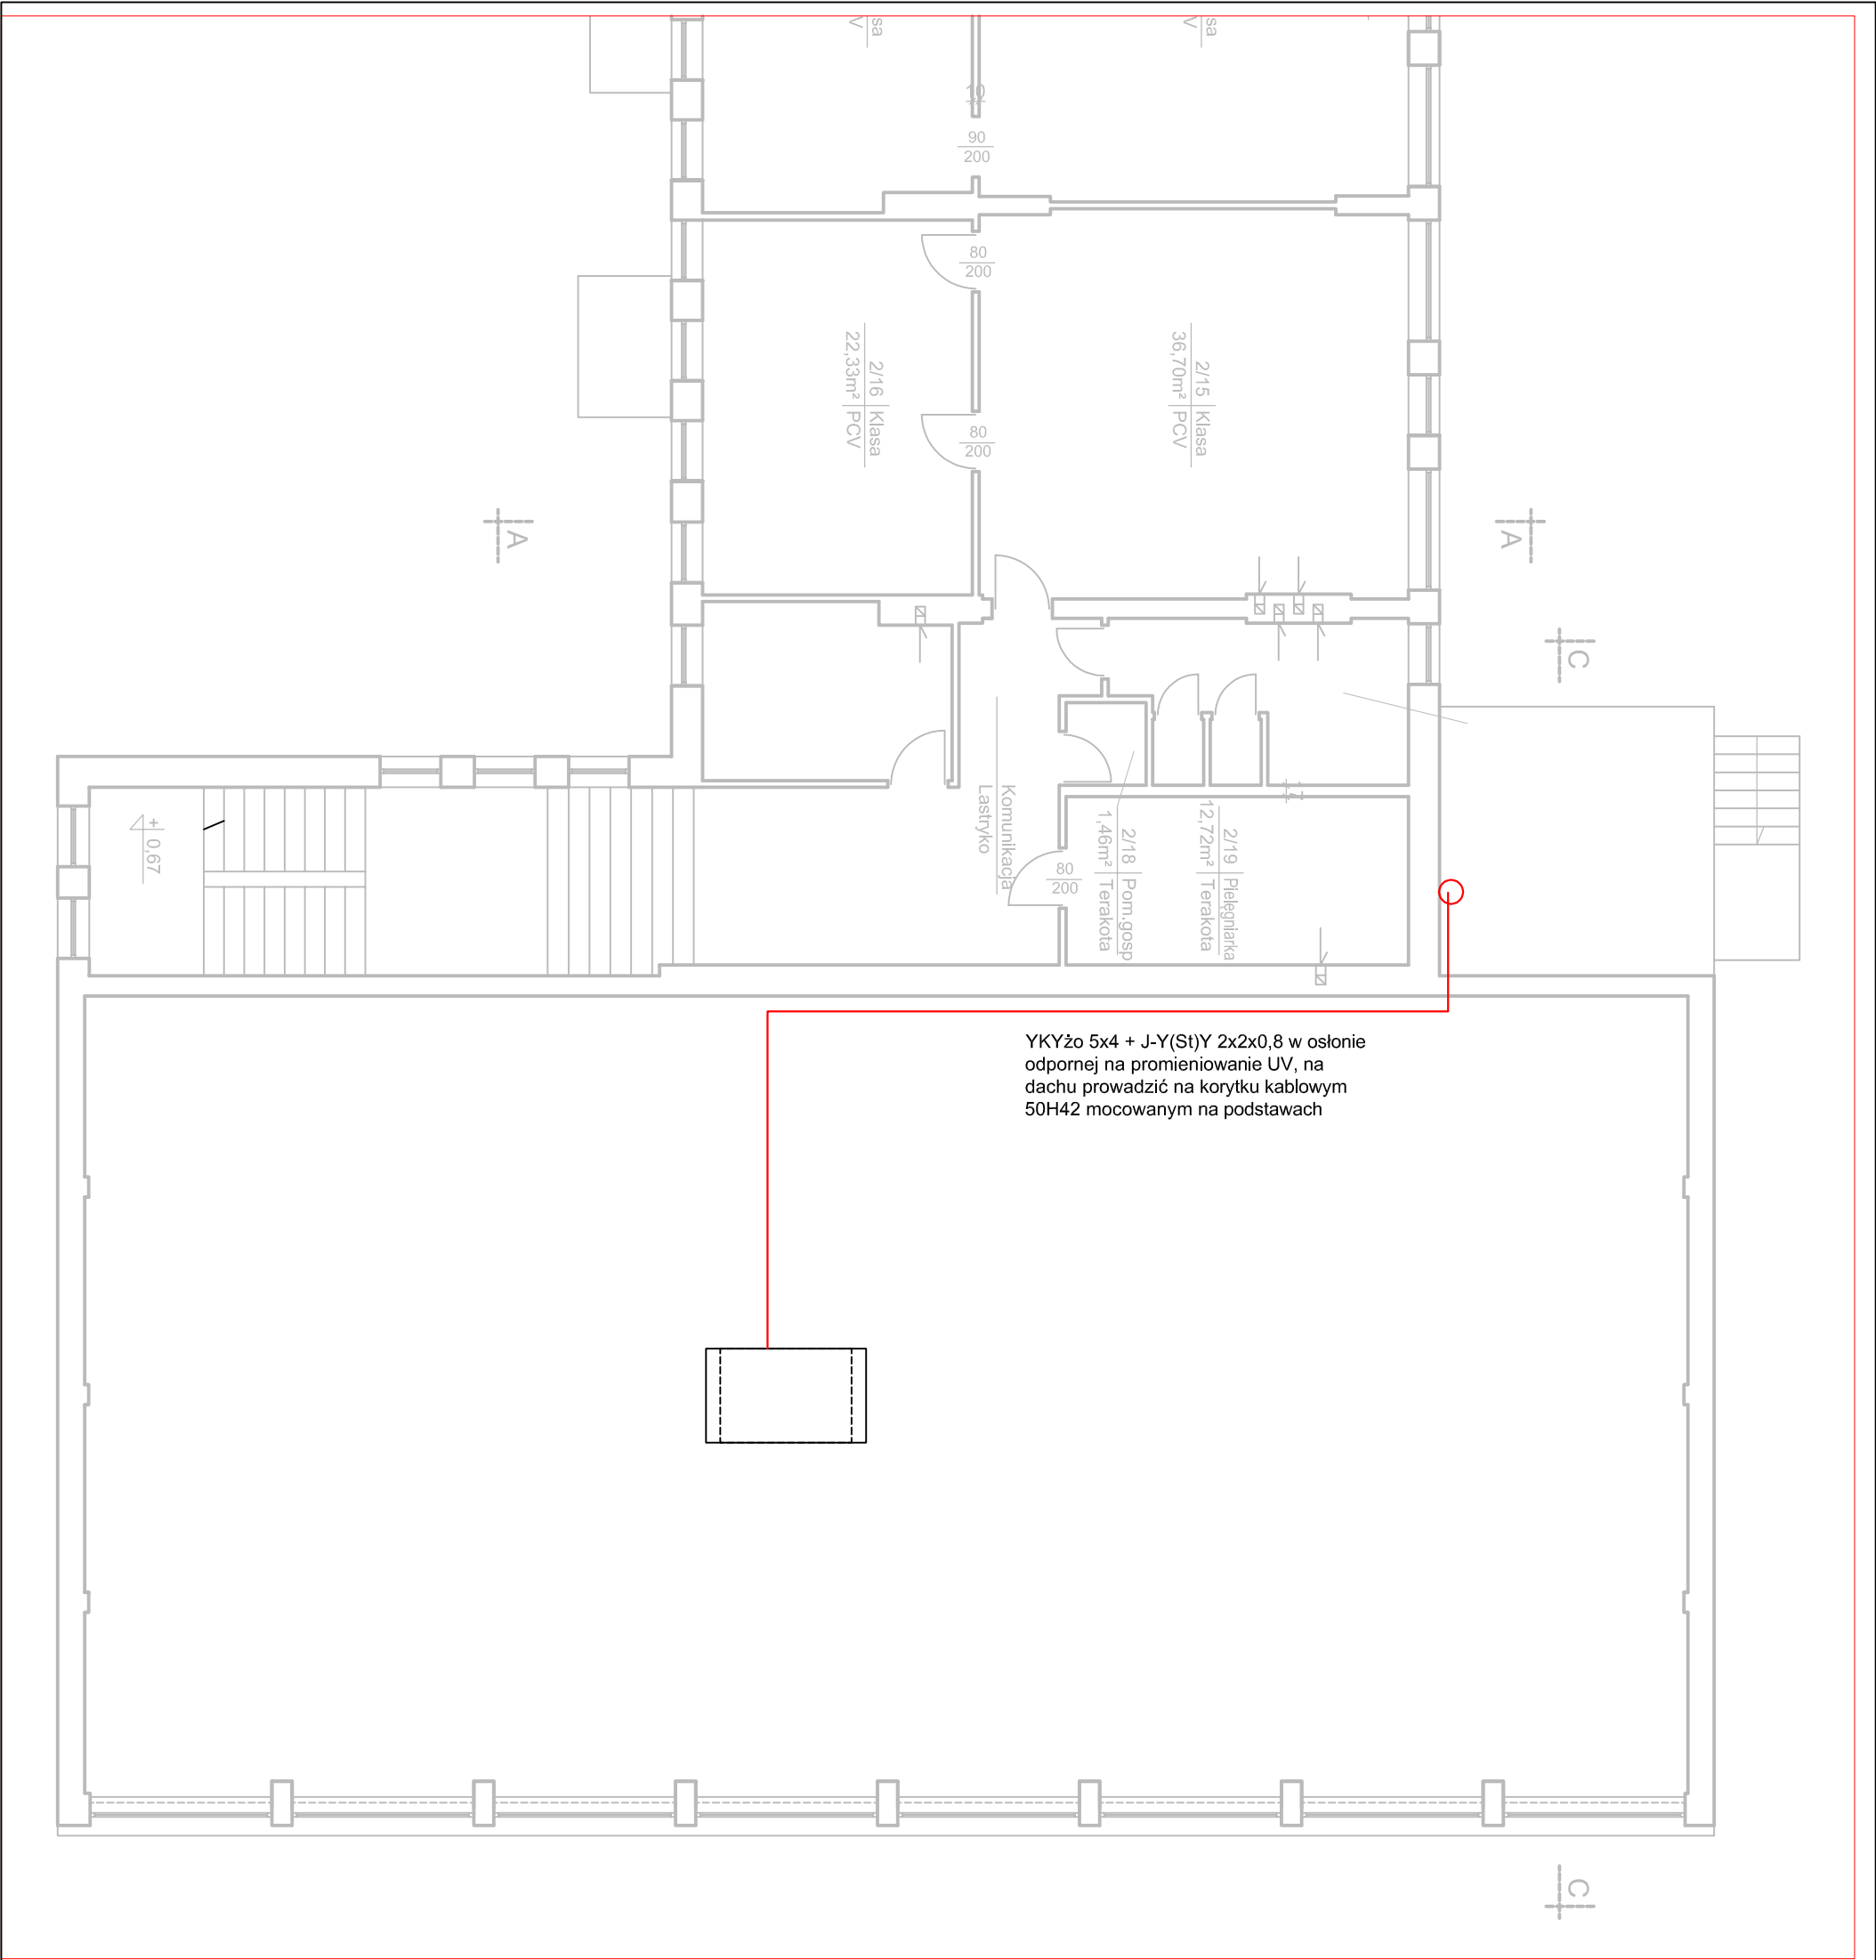 sa
V
sa
V
10
90
200
80
200
2/16 Klasa
22,33m² PCV
2/15 Klasa
36,70m² PCV
80
200
A
A
C
Komunikacja
Lastryko
+ 0,67
2/18 Pom.gosp
1,46m² Terakota
2/19 Pielęgniarka
12,72m² Terakota
80
200
YKYżo 5x4 + J-Y(St)Y 2x2x0,8 w osłonie
odpornej na promieniowanie UV, na
dachu prowadzić na korytku kablowym
50H42 mocowanym na podstawach
C